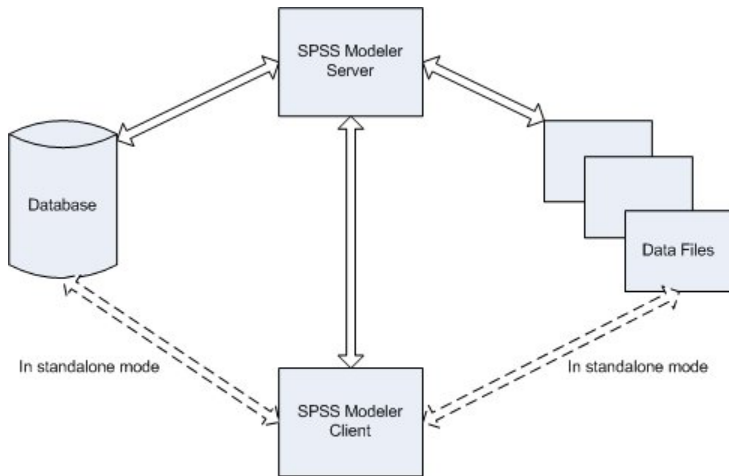 SPSS Modeler
Server
Database
Data Files
In standalone mode
In standalone mode
SPSS Modeler
Client